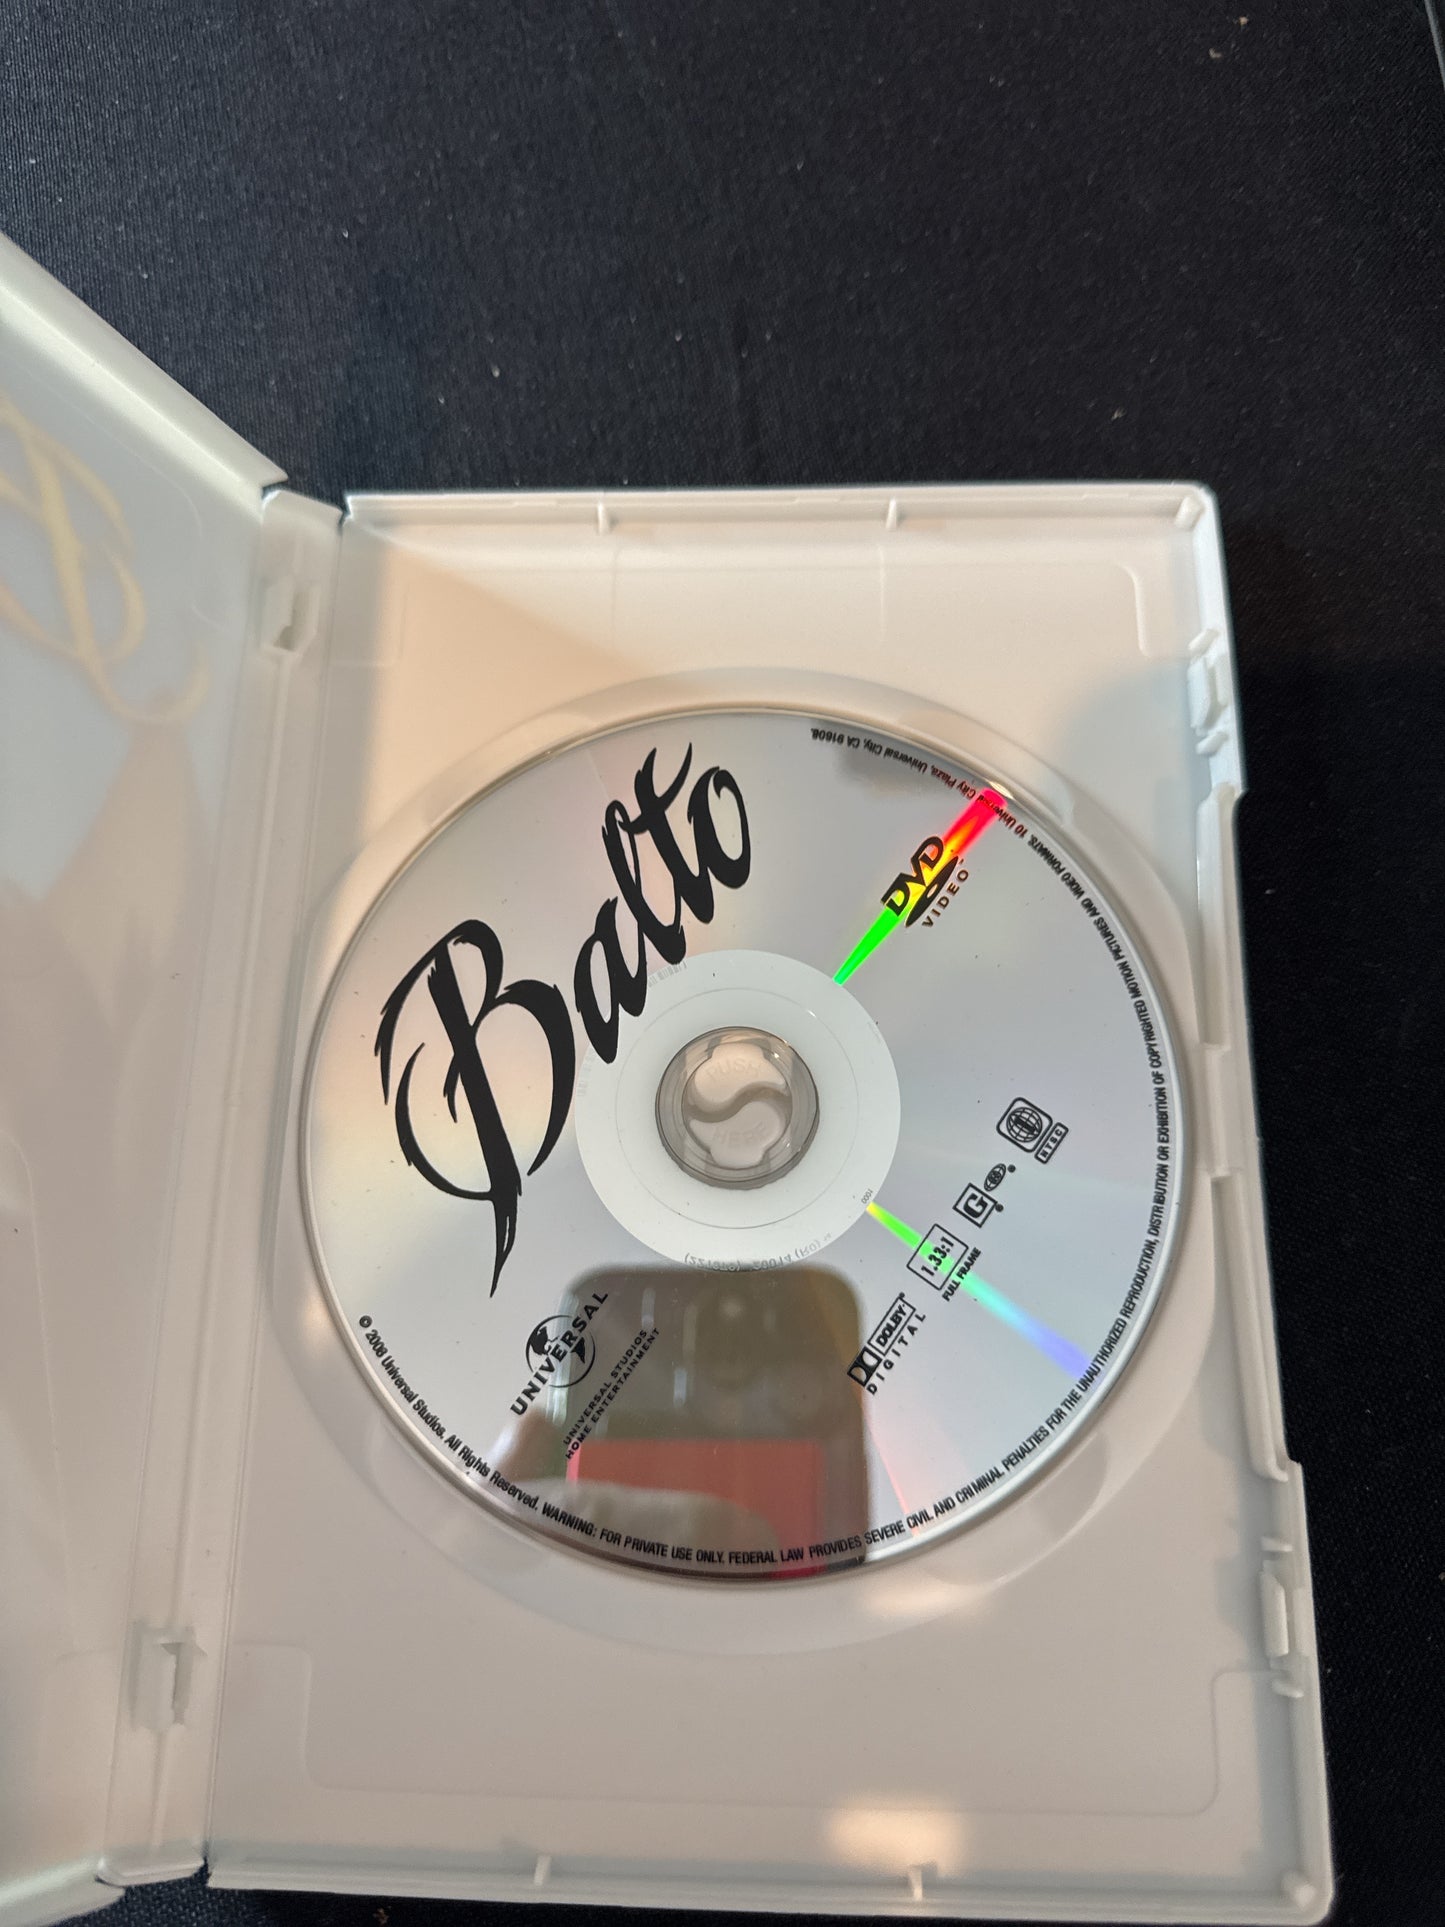 Balto
DVD
VIDEO™
NTSC
G®
1.33:1
FULL FRAME
DOLBY
DIGITAL
UNIVERSAL
UNIVERSAL STUDIOS
HOME ENTERTAINMENT
PUSH
HERE
© 2008 Universal Studios. All Rights Reserved. WARNING: FOR PRIVATE USE ONLY. FEDERAL LAW PROVIDES SEVERE CIVIL AND CRIMINAL PENALTIES FOR THE UNAUTHORIZED REPRODUCTION, DISTRIBUTION OR EXHIBITION OF COPYRIGHTED MOTION PICTURES AND VIDEO FORMATS. 10 Universal City Plaza, Universal City, CA 91608.